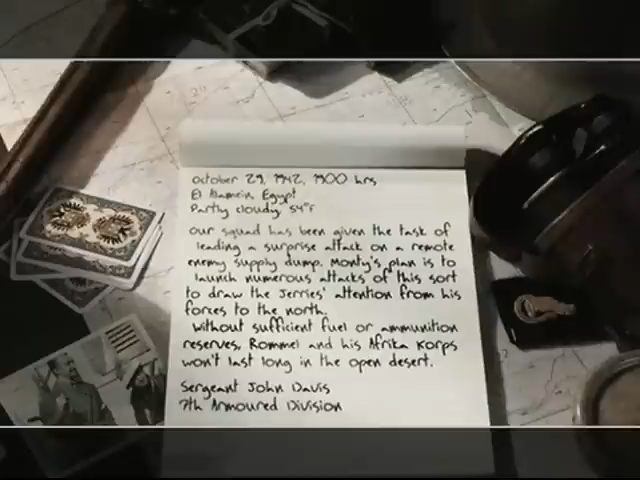 October 29, 1942, 1900 hrs
El Alamein Egypt
Partly cloudy, 54°F
Our squad has been given the task of
leading a surprise attack on a remote
enemy supply dump. Monty's plan is to
launch numerous attacks of this sort
to draw the Jerries' attention from his
forces to the north.
Without sufficient fuel or ammunition
reserves, Rommel and his Afrika Korps
won't last long in the open desert.
Sergeant John Davis
7th Armoured Division